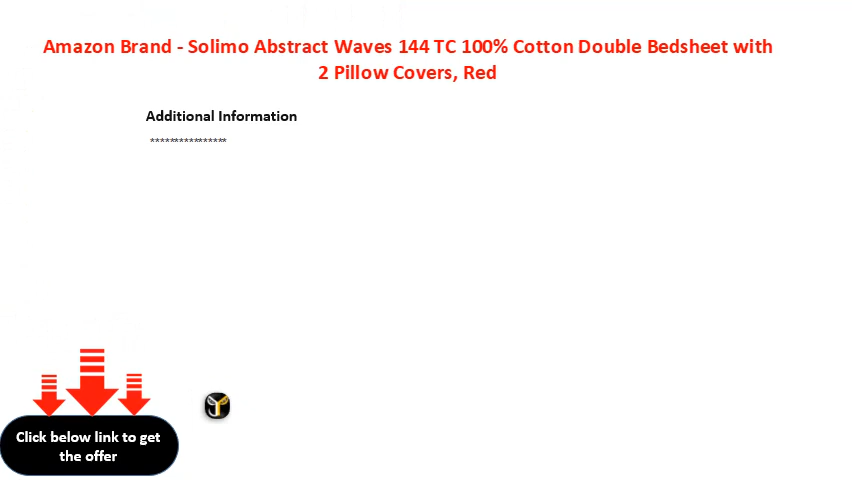 Amazon Brand - Solimo Abstract Waves 144 TC 100% Cotton Double Bedsheet with
2 Pillow Covers, Red
Additional Information
****************
Click below link to get
the offer